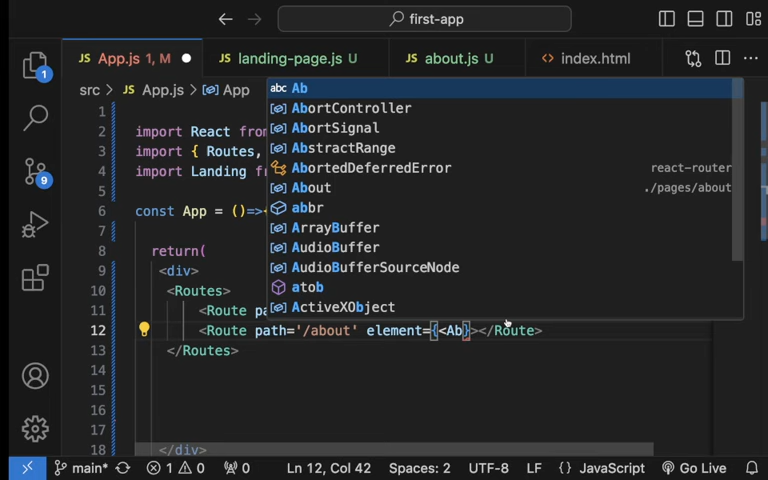 first-app
JS App.js 1, M
JS landing-page.js U
JS about.js U
<> index.html
...
src > JS App.js > App
1
2 import React from
3 import { Routes,
4 import Landing f
5
6 const App = ()=>
7
8 return(
9 <div>
10 <Routes>
11 <Route pa
12 <Route path='/about' element={<Ab}></Route>
13 </Routes>
14
15
16
17
18 </div>
abc Ab
AbortController
AbortSignal
AbstractRange
AbortedDeferredError react-router
About ./pages/about
abbr
ArrayBuffer
AudioBuffer
AudioBufferSourceNode
atob
ActiveXObject
1
9
main* 1 0 0 Ln 12, Col 42 Spaces: 2 UTF-8 LF {} JavaScript Go Live